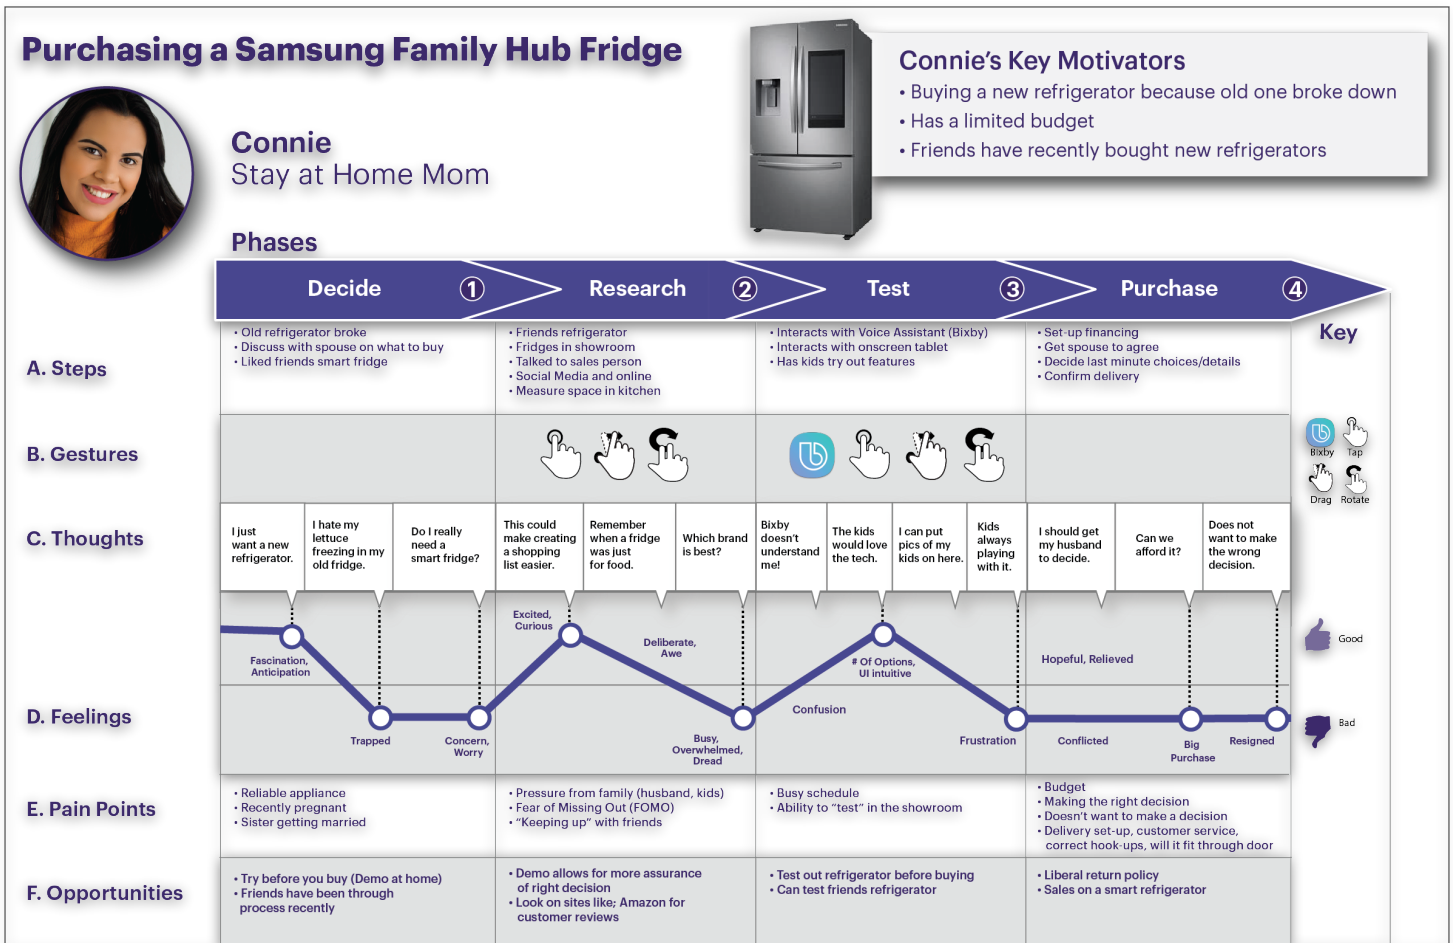 Purchasing a Samsung Family Hub Fridge
Connie
Stay at Home Mom
Connie's Key Motivators
• Buying a new refrigerator because old one broke down
• Has a limited budget
• Friends have recently bought new refrigerators
Phases
Decide 1
Research 2
Test 3
Purchase 4
Key
A. Steps
• Old refrigerator broke
• Discuss with spouse on what to buy
• Liked friends smart fridge
• Friends refrigerator
• Fridges in showroom
• Talked to sales person
• Social Media and online
• Measure space in kitchen
• Interacts with Voice Assistant (Bixby)
• Interacts with onscreen tablet
• Has kids try out features
• Set-up financing
• Get spouse to agree
• Decide last minute choices/details
• Confirm delivery
B. Gestures
Bixby
Tap
Drag
Rotate
C. Thoughts
I just
want a new
refrigerator.
I hate my
lettuce
freezing in my
old fridge.
Do I really
need a
smart fridge?
This could
make creating
a shopping
list easier.
Remember
when a fridge
was just
for food.
Which brand
is best?
Bixby
doesn't
understand
me!
The kids
would love
the tech.
I can put
pics of my
kids on here.
Kids
always
playing
with it.
I should get
my husband
to decide.
Can we
afford it?
Does not
want to make
the wrong
decision.
D. Feelings
Fascination,
Anticipation
Trapped
Concern,
Worry
Excited,
Curious
Deliberate,
Awe
Busy,
Overwhelmed,
Dread
Confusion
# Of Options,
UI intuitive
Frustration
Hopeful, Relieved
Conflicted
Big
Purchase
Resigned
Good
Bad
E. Pain Points
• Reliable appliance
• Recently pregnant
• Sister getting married
• Pressure from family (husband, kids)
• Fear of Missing Out (FOMO)
• "Keeping up" with friends
• Busy schedule
• Ability to "test" in the showroom
• Budget
• Making the right decision
• Doesn't want to make a decision
• Delivery set-up, customer service,
correct hook-ups, will it fit through door
F. Opportunities
• Try before you buy (Demo at home)
• Friends have been through
process recently
• Demo allows for more assurance
of right decision
• Look on sites like; Amazon for
customer reviews
• Test out refrigerator before buying
• Can test friends refrigerator
• Liberal return policy
• Sales on a smart refrigerator